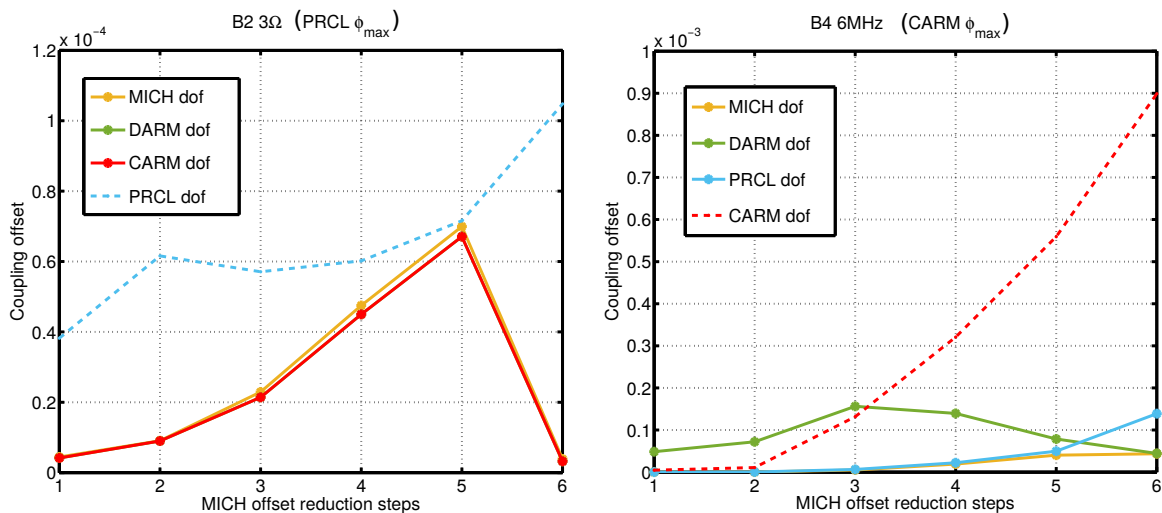 B2 3Ω (PRCL ϕmax)
x 10⁻⁴
1.2
1
0.8
0.6
0.4
0.2
0
Coupling offset
MICH dof
DARM dof
CARM dof
PRCL dof
1 2 3 4 5 6
MICH offset reduction steps
B4 6MHz (CARM ϕmax)
x 10⁻³
1
0.9
0.8
0.7
0.6
0.5
0.4
0.3
0.2
0.1
0
Coupling offset
MICH dof
DARM dof
PRCL dof
CARM dof
1 2 3 4 5 6
MICH offset reduction steps